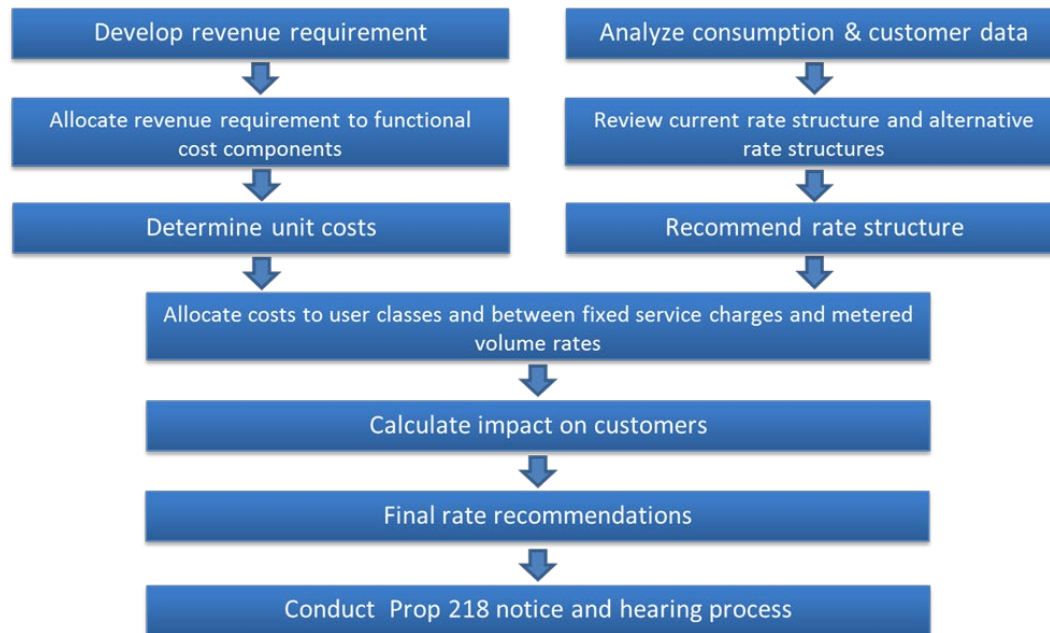 Develop revenue requirement
Allocate revenue requirement to functional
cost components
Determine unit costs
Analyze consumption & customer data
Review current rate structure and alternative
rate structures
Recommend rate structure
Allocate costs to user classes and between fixed service charges and metered
volume rates
Calculate impact on customers
Final rate recommendations
Conduct Prop 218 notice and hearing process